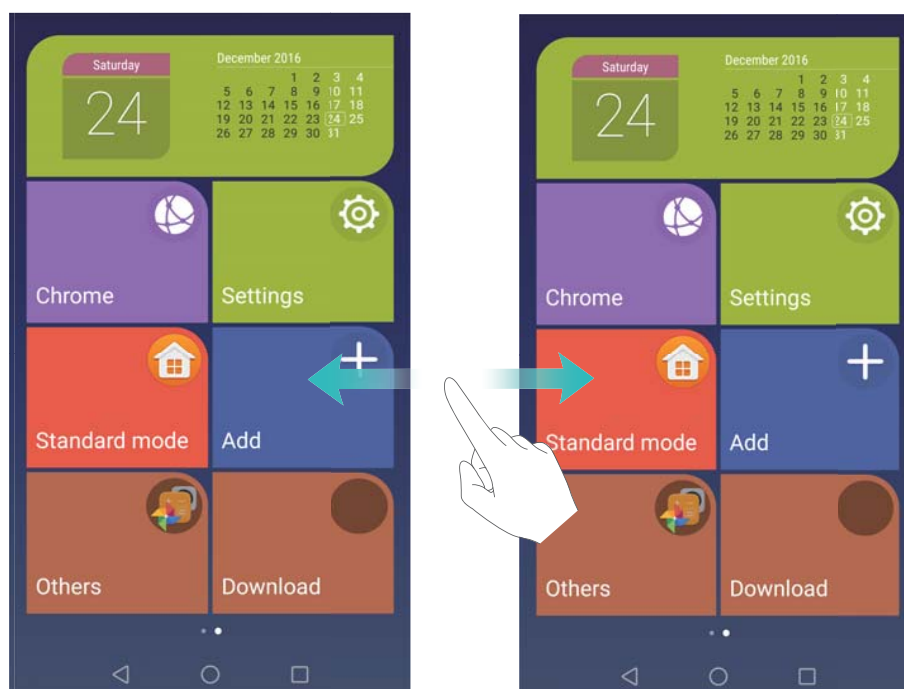 Saturday
24
December 2016
1 2 3 4
5 6 7 8 9 10 11
12 13 14 15 16 17 18
19 20 21 22 23 24 25
26 27 28 29 30 31
Chrome
Settings
Standard mode
Add
Others
Download
Saturday
24
December 2016
1 2 3 4
5 6 7 8 9 10 11
12 13 14 15 16 17 18
19 20 21 22 23 24 25
26 27 28 29 30 31
Chrome
Settings
Standard mode
Add
Others
Download